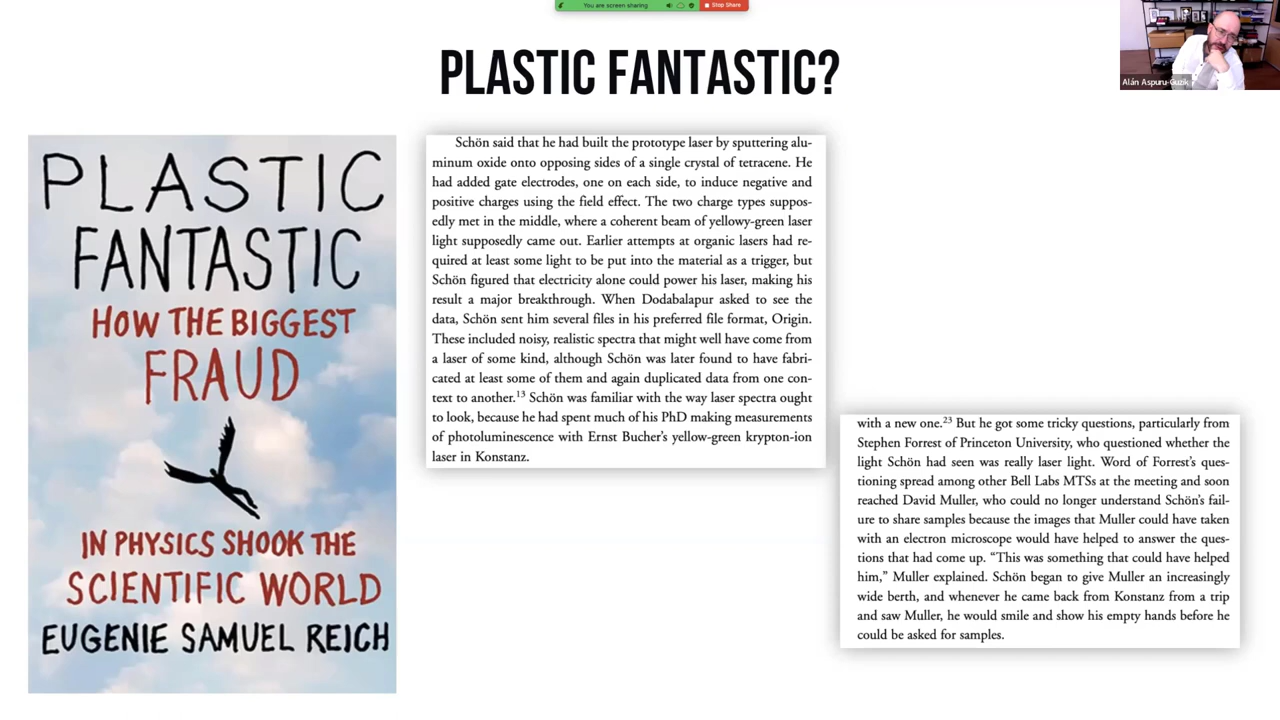 You are screen sharing
Stop Share
PLASTIC FANTASTIC?
Alán Aspuru-Guzik
PLASTIC
FANTASTIC
HOW THE BIGGEST
FRAUD
IN PHYSICS SHOOK THE
SCIENTIFIC WORLD
EUGENIE SAMUEL REICH
Schön said that he had built the prototype laser by sputtering alu-
minum oxide onto opposing sides of a single crystal of tetracene. He
had added gate electrodes, one on each side, to induce negative and
positive charges using the field effect. The two charge types suppos-
edly met in the middle, where a coherent beam of yellowy-green laser
light supposedly came out. Earlier attempts at organic lasers had re-
quired at least some light to be put into the material as a trigger, but
Schön figured that electricity alone could power his laser, making his
result a major breakthrough. When Dodabalapur asked to see the
data, Schön sent him several files in his preferred file format, Origin.
These included noisy, realistic spectra that might well have come from
a laser of some kind, although Schön was later found to have fabri-
cated at least some of them and again duplicated data from one con-
text to another.13 Schön was familiar with the way laser spectra ought
to look, because he had spent much of his PhD making measurements
of photoluminescence with Ernst Bucher's yellow-green krypton-ion
laser in Konstanz.
with a new one.23 But he got some tricky questions, particularly from
Stephen Forrest of Princeton University, who questioned whether the
light Schön had seen was really laser light. Word of Forrest's ques-
tioning spread among other Bell Labs MTSs at the meeting and soon
reached David Muller, who could no longer understand Schön's fail-
ure to share samples because the images that Muller could have taken
with an electron microscope would have helped to answer the ques-
tions that had come up. “This was something that could have helped
him,” Muller explained. Schön began to give Muller an increasingly
wide berth, and whenever he came back from Konstanz from a trip
and saw Muller, he would smile and show his empty hands before he
could be asked for samples.